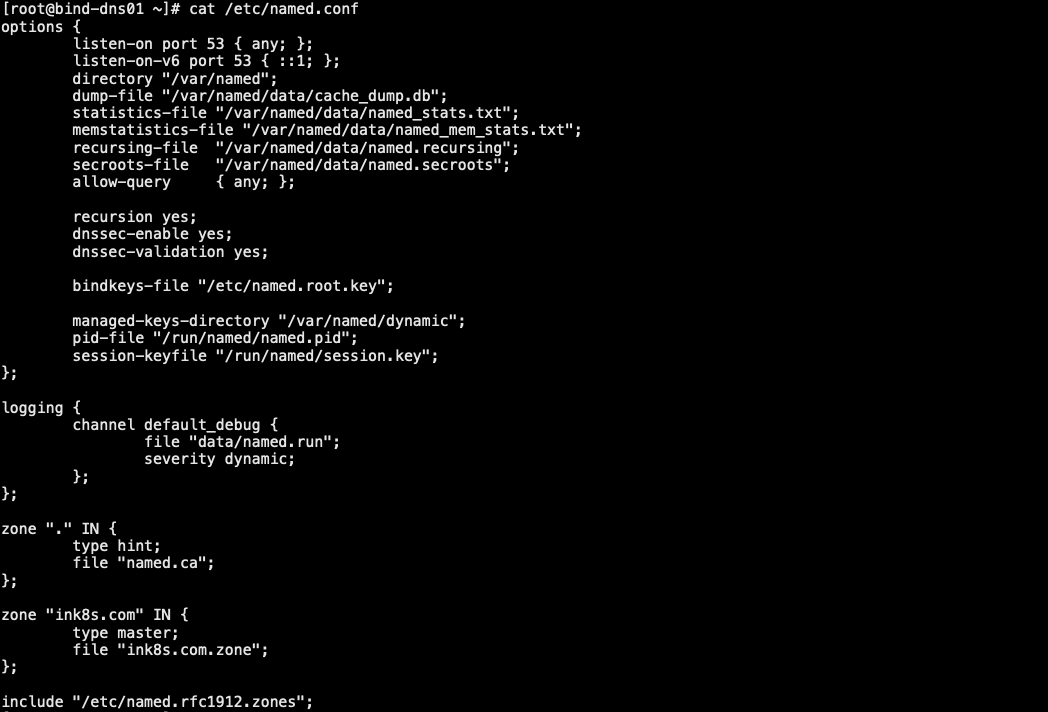 [root@bind-dns01 ~]# cat /etc/named.conf
options {
        listen-on port 53 { any; };
        listen-on-v6 port 53 { ::1; };
        directory "/var/named";
        dump-file "/var/named/data/cache_dump.db";
        statistics-file "/var/named/data/named_stats.txt";
        memstatistics-file "/var/named/data/named_mem_stats.txt";
        recursing-file  "/var/named/data/named.recursing";
        secroots-file   "/var/named/data/named.secroots";
        allow-query     { any; };

        recursion yes;
        dnssec-enable yes;
        dnssec-validation yes;

        bindkeys-file "/etc/named.root.key";

        managed-keys-directory "/var/named/dynamic";
        pid-file "/run/named/named.pid";
        session-keyfile "/run/named/session.key";
};

logging {
        channel default_debug {
                file "data/named.run";
                severity dynamic;
        };
};

zone "." IN {
        type hint;
        file "named.ca";
};

zone "ink8s.com" IN {
        type master;
        file "ink8s.com.zone";
};

include "/etc/named.rfc1912.zones";